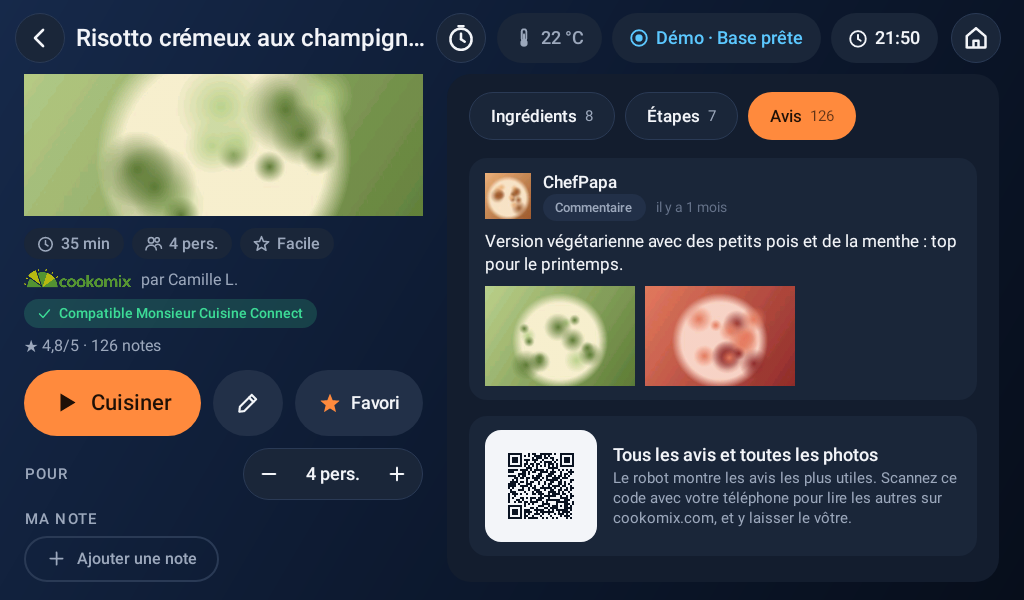 Risotto crémeux aux champign…
22 °C
Démo · Base prête
21:50
35 min
4 pers.
Facile
cookomix par Camille L.
Compatible Monsieur Cuisine Connect
★ 4,8/5 · 126 notes
Cuisiner
Favori
POUR
4 pers.
MA NOTE
Ajouter une note
Ingrédients 8
Étapes 7
Avis 126
ChefPapa
Commentaire
il y a 1 mois
Version végétarienne avec des petits pois et de la menthe : top
pour le printemps.
Tous les avis et toutes les photos
Le robot montre les avis les plus utiles. Scannez ce
code avec votre téléphone pour lire les autres sur
cookomix.com, et y laisser le vôtre.